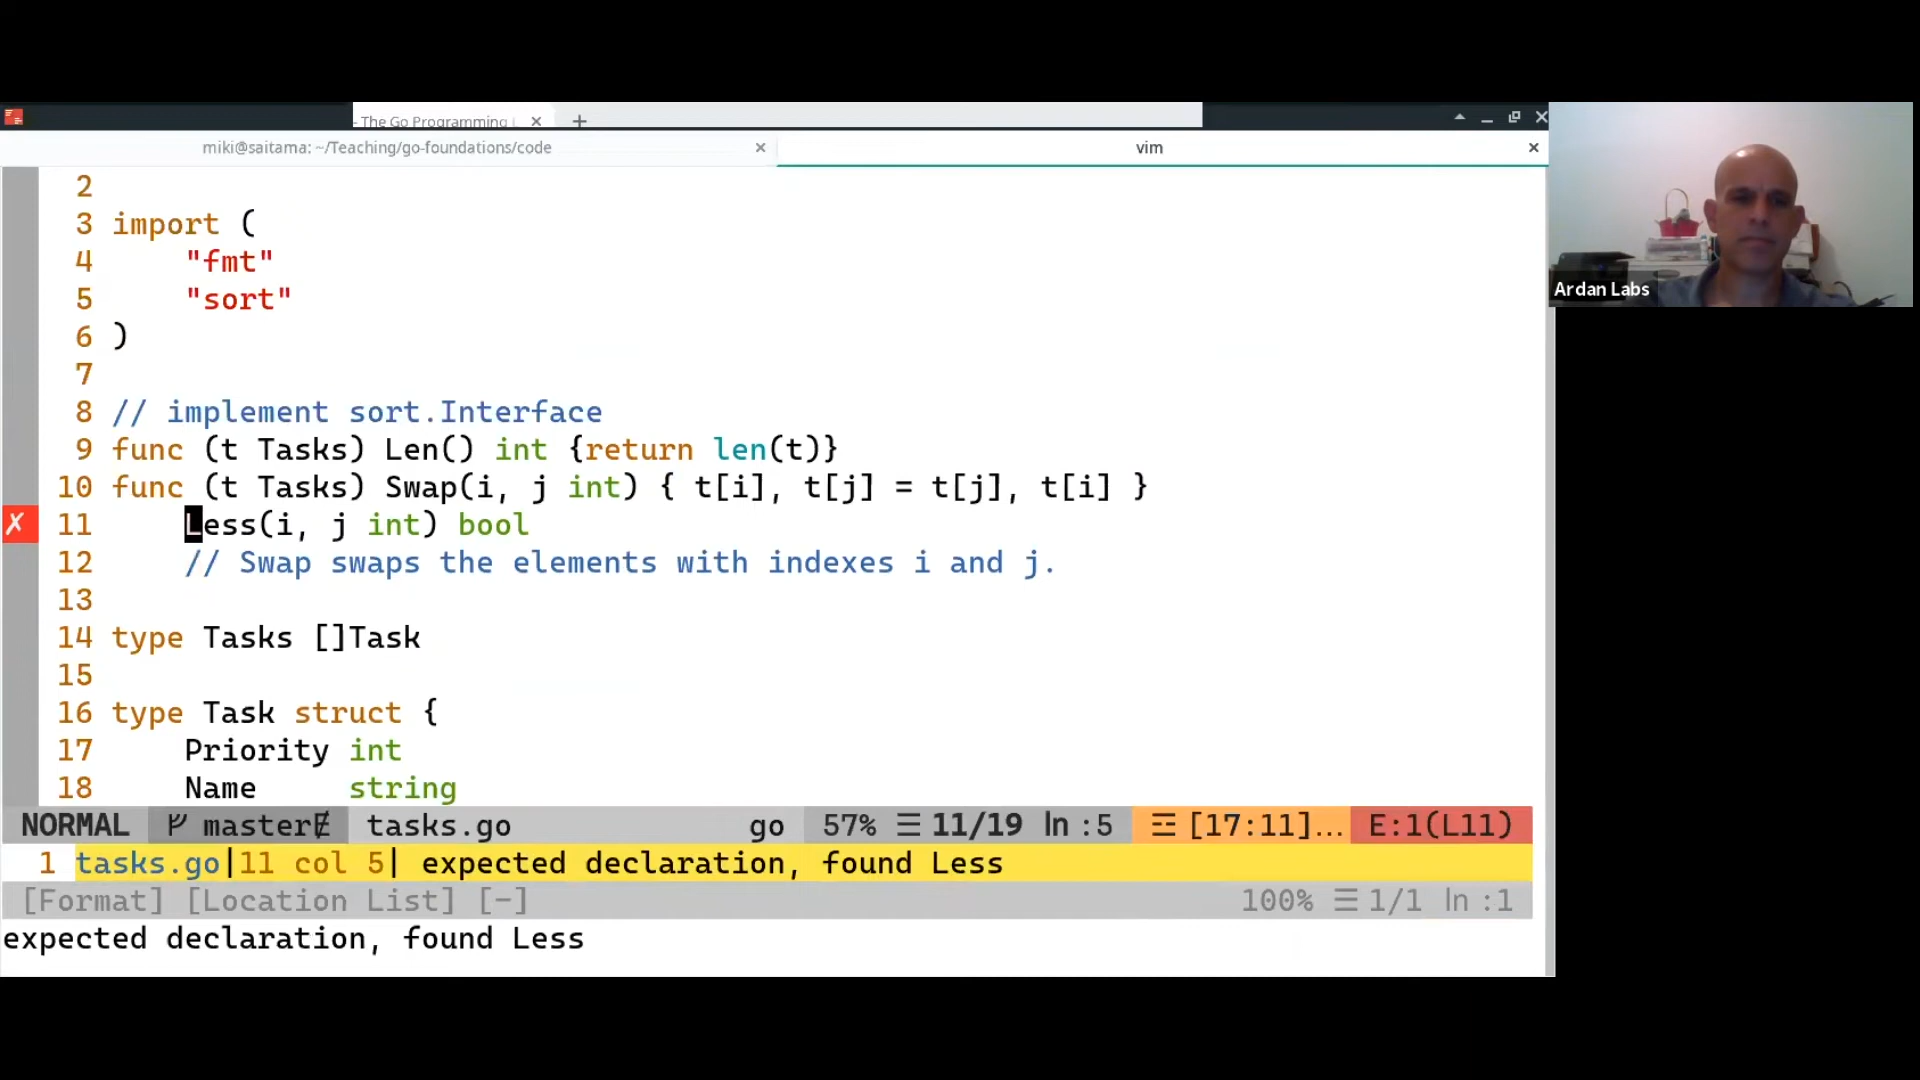 - The Go Programming
miki@saitama: ~/Teaching/go-foundations/code
vim
2
3 import (
4 "fmt"
5 "sort"
6 )
7
8 // implement sort.Interface
9 func (t Tasks) Len() int {return len(t)}
10 func (t Tasks) Swap(i, j int) { t[i], t[j] = t[j], t[i] }
✗ 11 Less(i, j int) bool
12 // Swap swaps the elements with indexes i and j.
13
14 type Tasks []Task
15
16 type Task struct {
17 Priority int
18 Name string
NORMAL master tasks.go go 57% ☰ 11/19 ln :5 ☲ [17:11]... E:1(L11)
1 tasks.go|11 col 5| expected declaration, found Less
[Format] [Location List] [-] 100% ☰ 1/1 ln :1
expected declaration, found Less
Ardan Labs